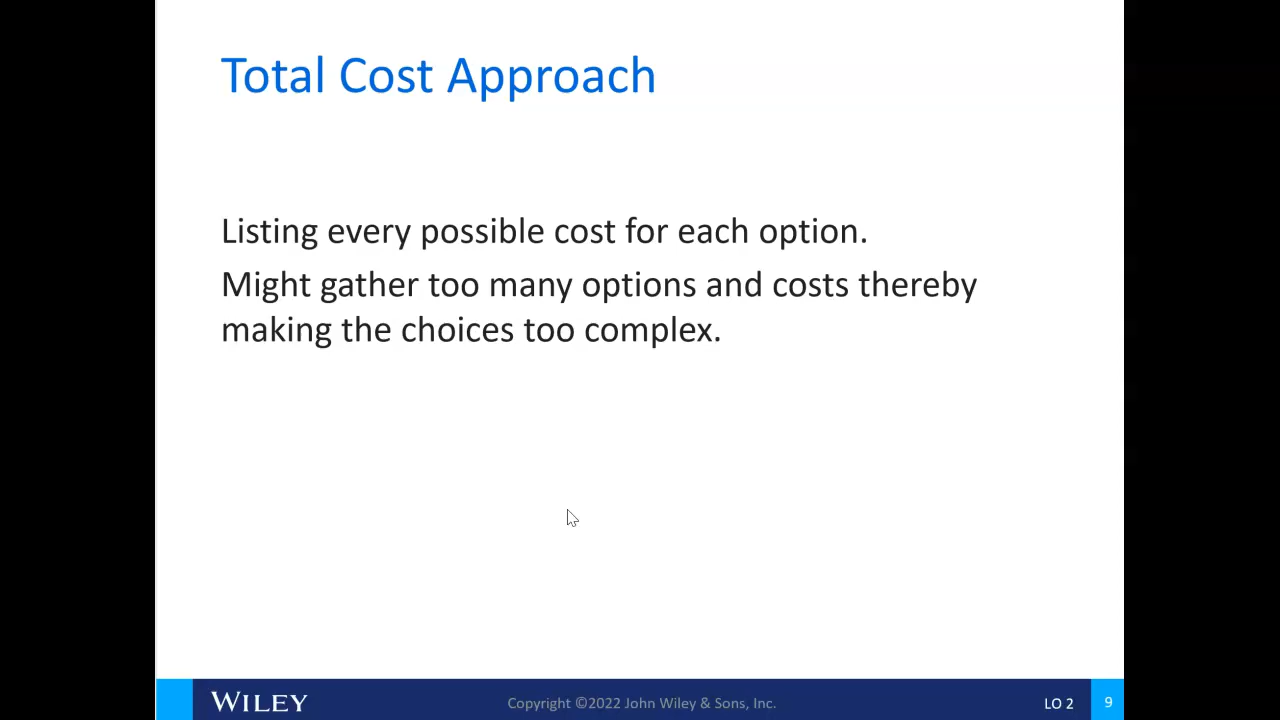 Total Cost Approach
Listing every possible cost for each option.
Might gather too many options and costs thereby
making the choices too complex.
WILEY
Copyright ©2022 John Wiley & Sons, Inc.
LO 2
9